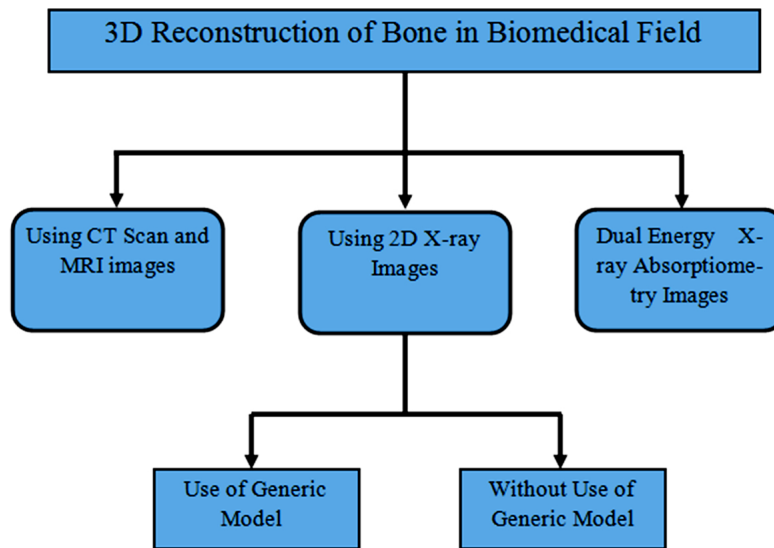 3D Reconstruction of Bone in Biomedical Field
Using CT Scan and
MRI images
Using 2D X-ray
Images
Dual Energy X-
ray Absorptiome-
try Images
Use of Generic
Model
Without Use of
Generic Model